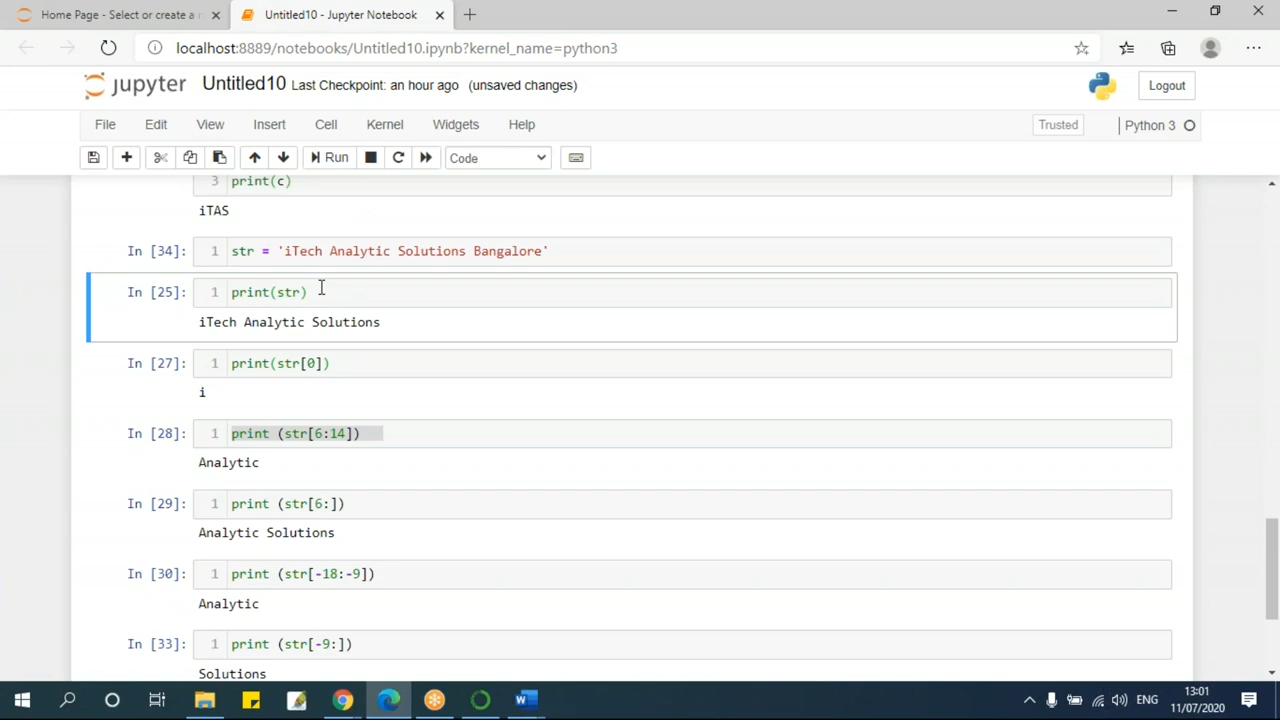 Home Page - Select or create a n
Untitled10 - Jupyter Notebook
localhost:8889/notebooks/Untitled10.ipynb?kernel_name=python3
jupyter Untitled10 Last Checkpoint: an hour ago (unsaved changes) Logout
File Edit View Insert Cell Kernel Widgets Help Trusted Python 3
Run Code
3 print(c)
iTAS
In [34]: 1 str = 'iTech Analytic Solutions Bangalore'
In [25]: 1 print(str)
iTech Analytic Solutions
In [27]: 1 print(str[0])
i
In [28]: 1 print (str[6:14])
Analytic
In [29]: 1 print (str[6:])
Analytic Solutions
In [30]: 1 print (str[-18:-9])
Analytic
In [33]: 1 print (str[-9:])
Solutions
ENG
13:01
11/07/2020